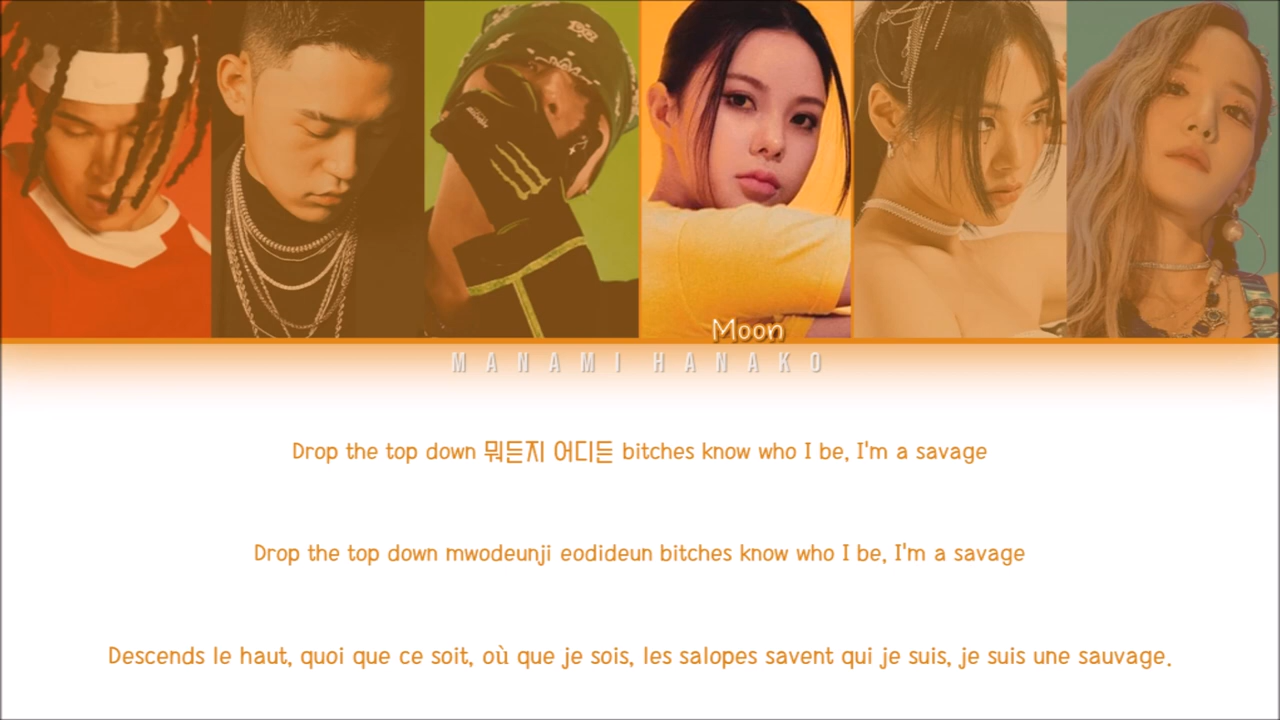 Moon
MANAMI HANAKO
Drop the top down 뭐든지 어디든 bitches know who I be, I'm a savage
Drop the top down mwodeunji eodideun bitches know who I be, I'm a savage
Descends le haut, quoi que ce soit, où que je sois, les salopes savent qui je suis, je suis une sauvage.